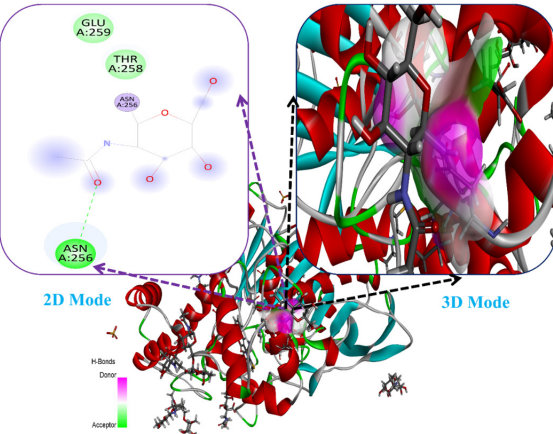 GLU
A:259
THR
A:258
ASN
A:256
O
O
N
O
O
O
O
ASN
A:256
2D Mode
3D Mode
H-Bonds
Donor
Acceptor